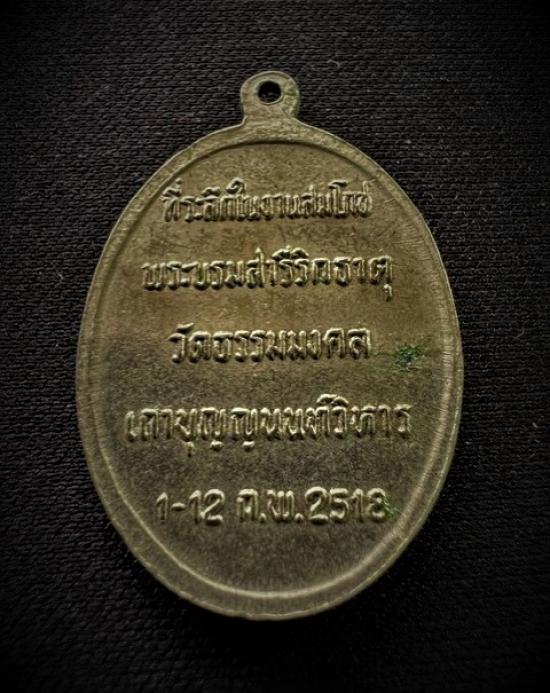 ที่ระลึกในงานสมโภช
พระบรมสารีริกธาตุ
วัดธรรมมงคล
เถาบุญญนนท์วิหาร
1-12 ก.พ.2518